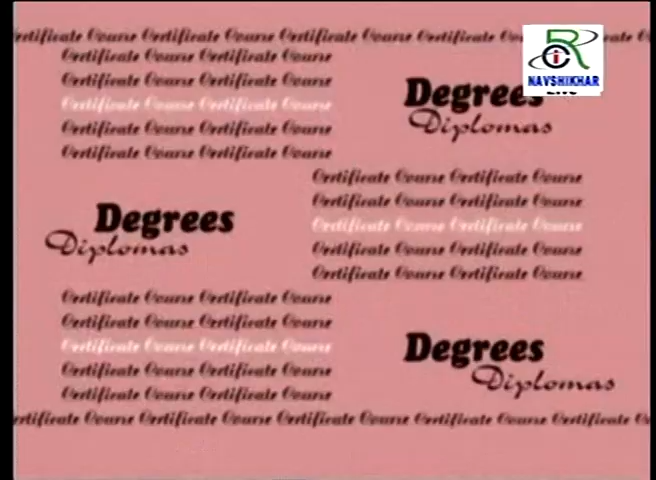 Certificate Course Certificate Course Certificate Course Certificate
Certificate Course Certificate Course
Certificate Course Certificate Course
Certificate Course Certificate Course
Certificate Course Certificate Course
Certificate Course Certificate Course
NAVSHIKHAR
Degrees
Diplomas
Certificate Course Certificate Course
Certificate Course Certificate Course
Certificate Course Certificate Course
Certificate Course Certificate Course
Certificate Course Certificate Course
Degrees
Diplomas
Certificate Course Certificate Course
Certificate Course Certificate Course
Certificate Course Certificate Course
Certificate Course Certificate Course
Certificate Course Certificate Course
Degrees
Diplomas
ertificate Course Certificate Course Certificate Course Certificate Course Certificate